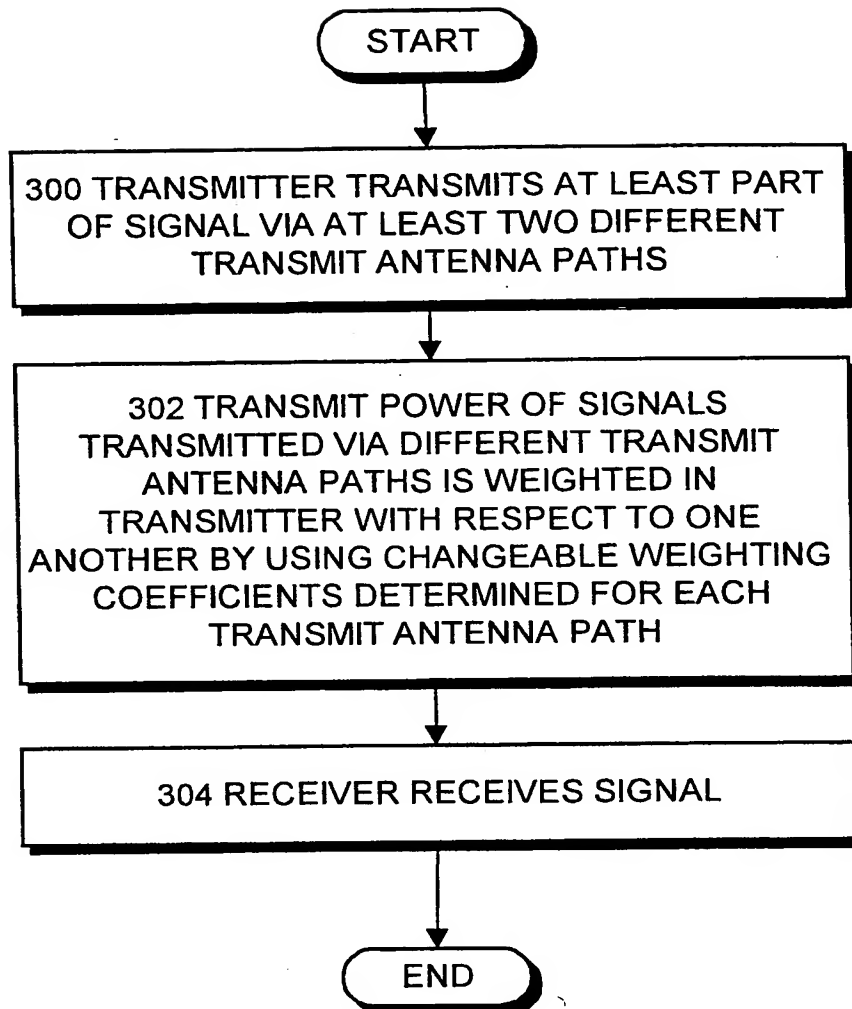 START
300 TRANSMITTER TRANSMITS AT LEAST PART
OF SIGNAL VIA AT LEAST TWO DIFFERENT
TRANSMIT ANTENNA PATHS
302 TRANSMIT POWER OF SIGNALS
TRANSMITTED VIA DIFFERENT TRANSMIT
ANTENNA PATHS IS WEIGHTED IN
TRANSMITTER WITH RESPECT TO ONE
ANOTHER BY USING CHANGEABLE WEIGHTING
COEFFICIENTS DETERMINED FOR EACH
TRANSMIT ANTENNA PATH
304 RECEIVER RECEIVES SIGNAL
END